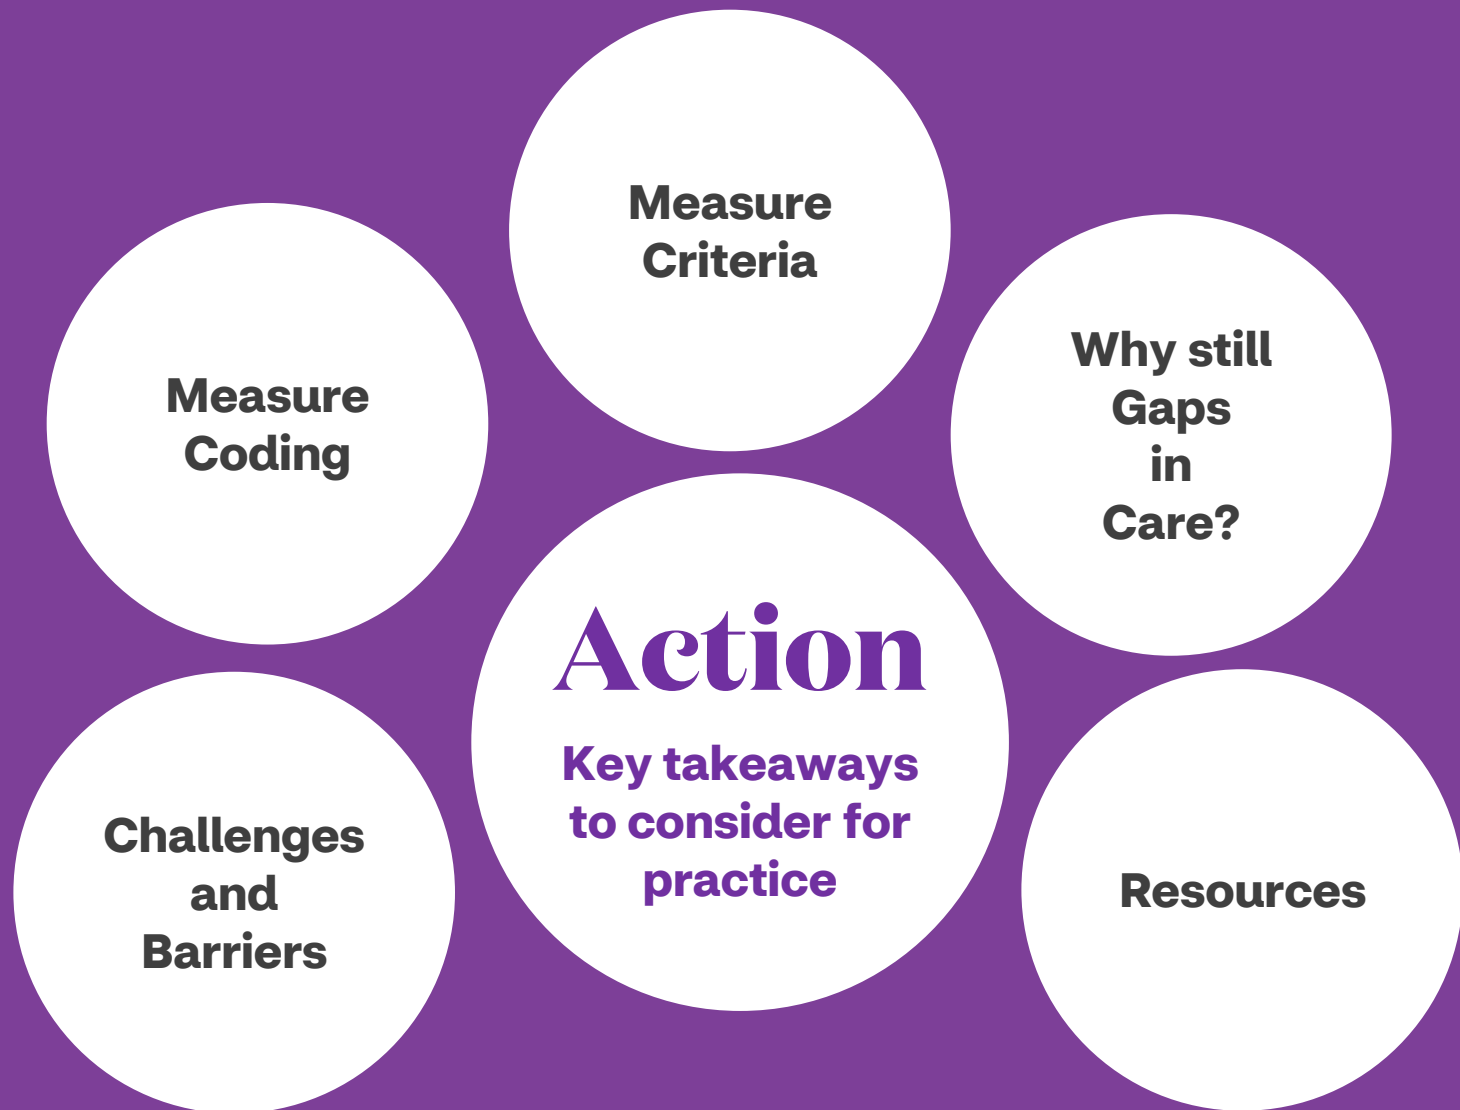 Measure
Criteria
Measure
Coding
Why still
Gaps
in
Care?
Action
Key takeaways
to consider for
practice
Challenges
and
Barriers
Resources